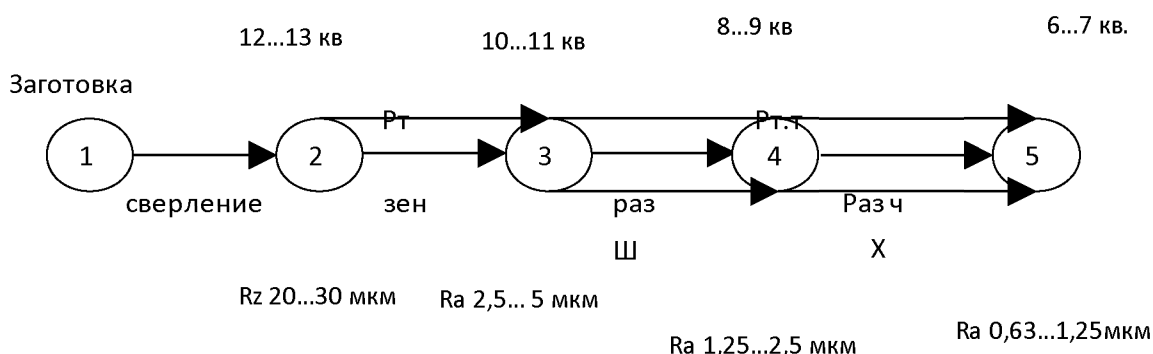 12...13 кв
10...11 кв
8...9 кв
6...7 кв.
Заготовка
Рт
Рт.т
1
2
3
4
5
сверление
зен
раз
Раз ч
Ш
Х
Rz 20...30 мкм
Ra 2,5... 5 мкм
Ra 1,25...2,5 мкм
Ra 0,63...1,25мкм